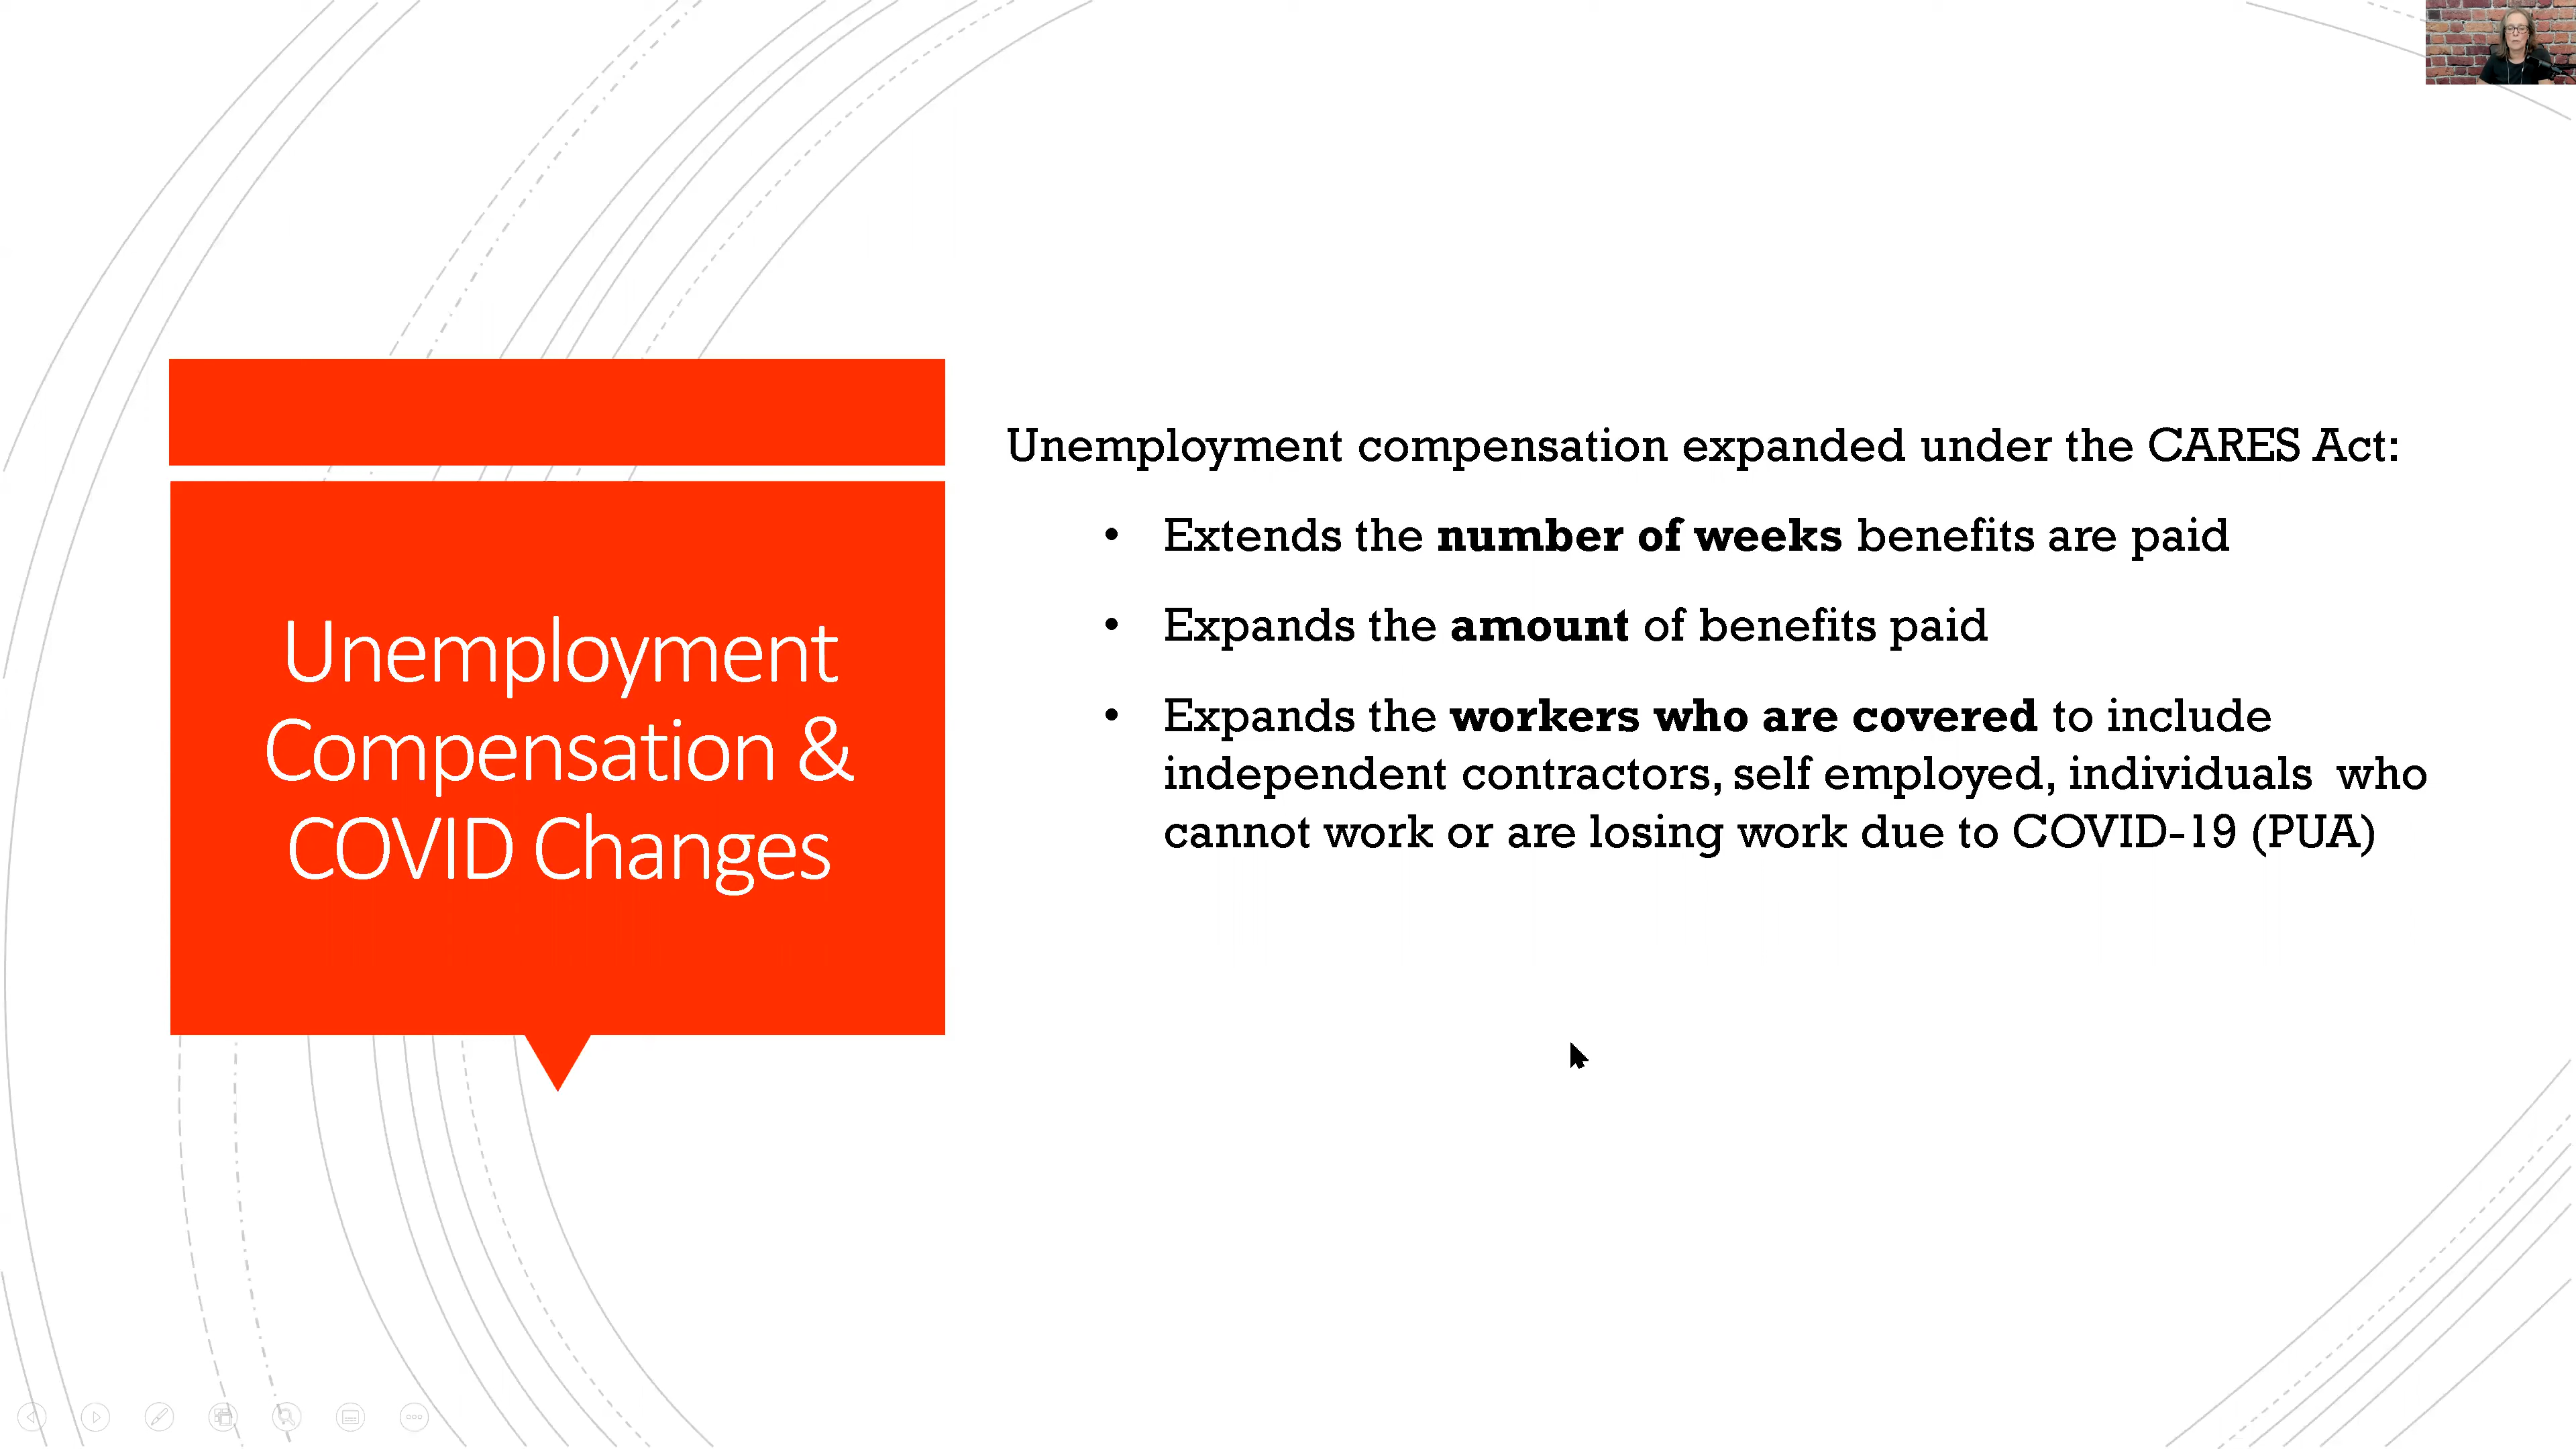 Unemployment
Compensation &
COVID Changes
Unemployment compensation expanded under the CARES Act:
• Extends the number of weeks benefits are paid
• Expands the amount of benefits paid
• Expands the workers who are covered to include
independent contractors, self employed, individuals who
cannot work or are losing work due to COVID-19 (PUA)